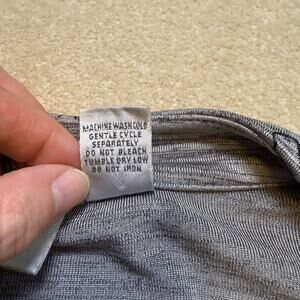 MACHINE WASH COLD
GENTLE CYCLE
SEPARATELY
DO NOT BLEACH
TUMBLE DRY LOW
DO NOT IRON